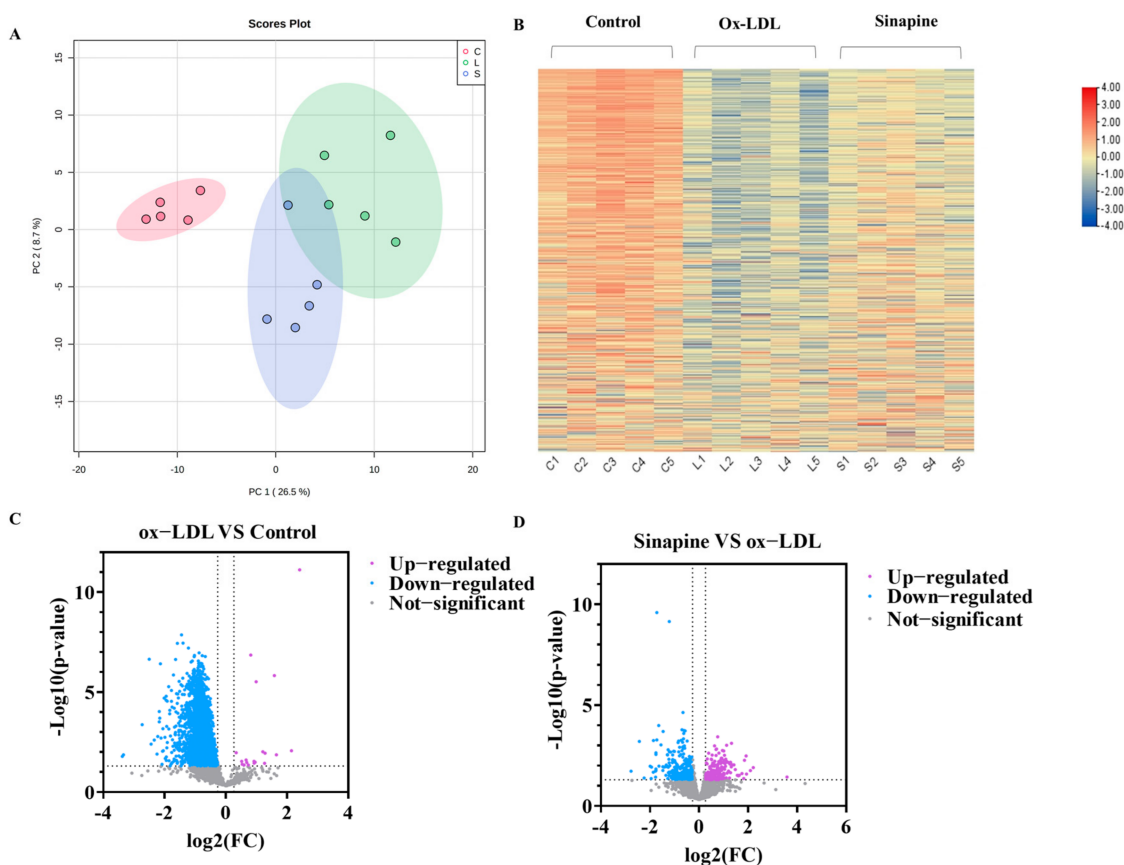 A
Scores Plot
C
L
S
15
10
5
0
-5
-10
-15
PC 2 ( 8.7 %)
-20
-10
0
10
20
PC 1 ( 26.5 %)
B
Control
Ox-LDL
Sinapine
4.00
3.00
2.00
1.00
0.00
-1.00
-2.00
-3.00
-4.00
C1 C2 C3 C4 C5 L1 L2 L3 L4 L5 S1 S2 S3 S4 S5
C
ox−LDL VS Control
Up−regulated
Down−regulated
Not−significant
-Log10(p-value)
10
5
0
-4
-2
0
2
4
log2(FC)
D
Sinapine VS ox−LDL
Up−regulated
Down−regulated
Not−significant
-Log10(p-value)
10
5
0
-4
-2
0
2
4
6
log2(FC)